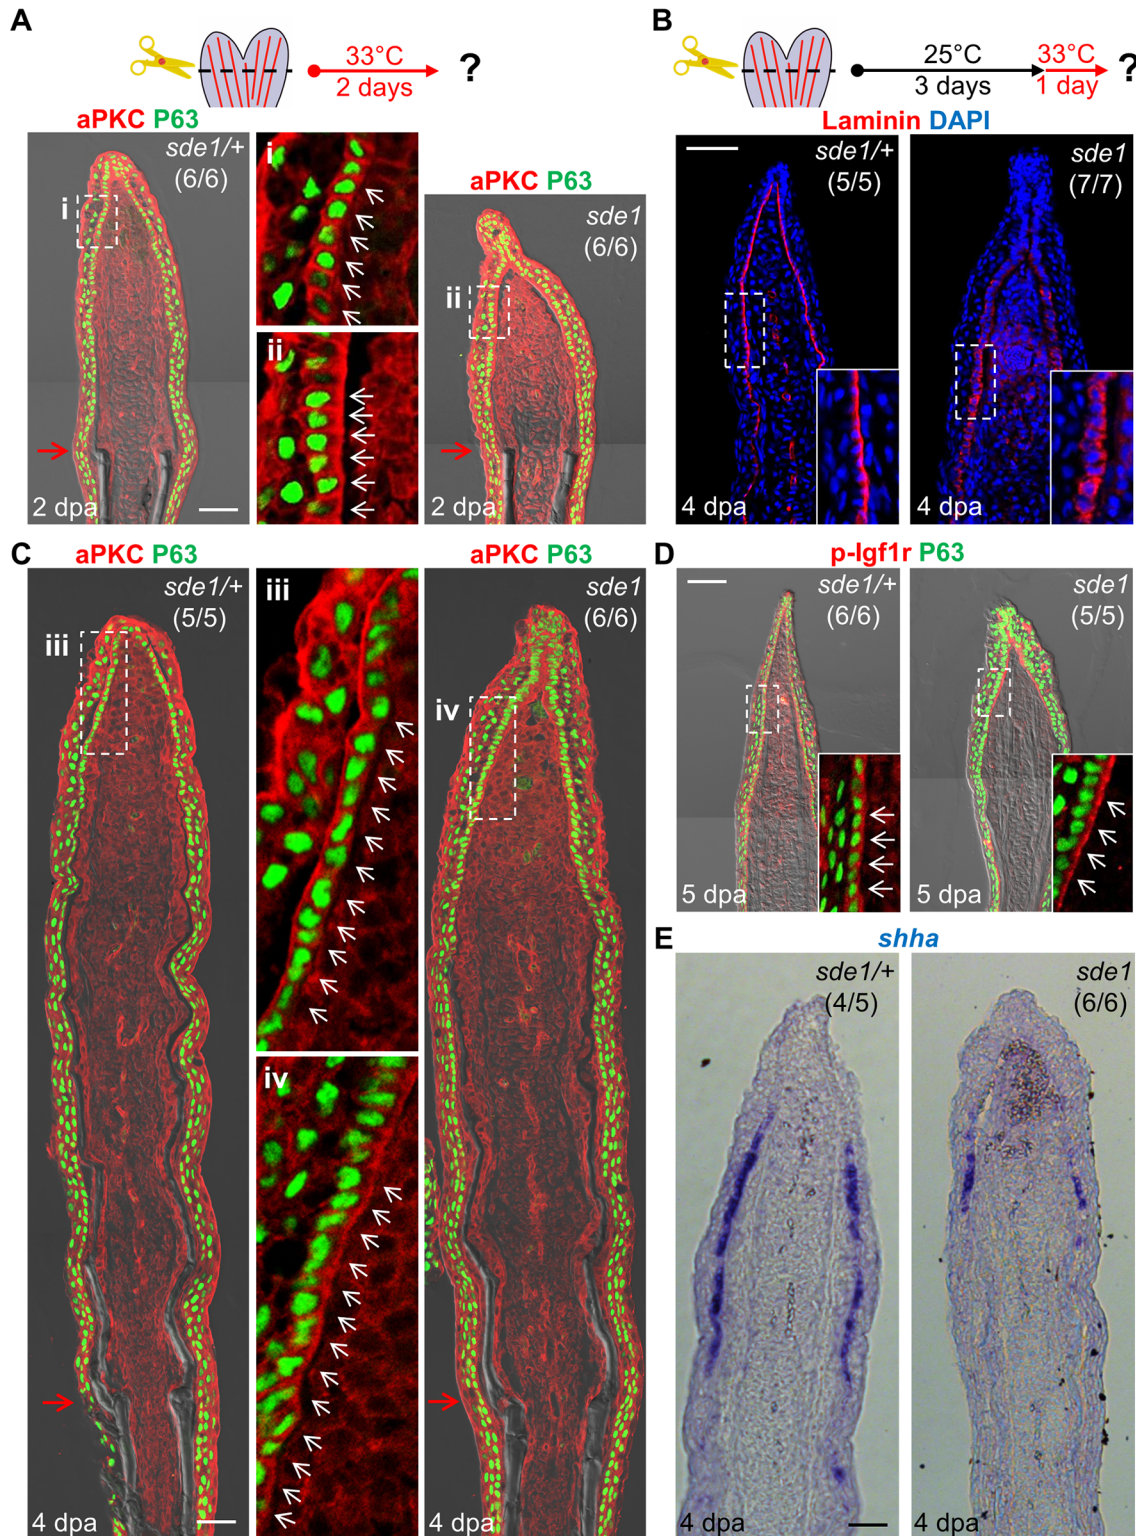 A
33°C
2 days
?
aPKC P63
sde1/+
(6/6)
i
i
ii
2 dpa
aPKC P63
sde1
(6/6)
ii
2 dpa
B
25°C
3 days
33°C
1 day
?
Laminin DAPI
sde1/+
(5/5)
4 dpa
sde1
(7/7)
4 dpa
C
aPKC P63
sde1/+
(5/5)
iii
4 dpa
iii
iv
aPKC P63
sde1
(6/6)
iv
4 dpa
D
p-Igf1r P63
sde1/+
(6/6)
5 dpa
sde1
(5/5)
5 dpa
E
shha
sde1/+
(4/5)
4 dpa
sde1
(6/6)
4 dpa